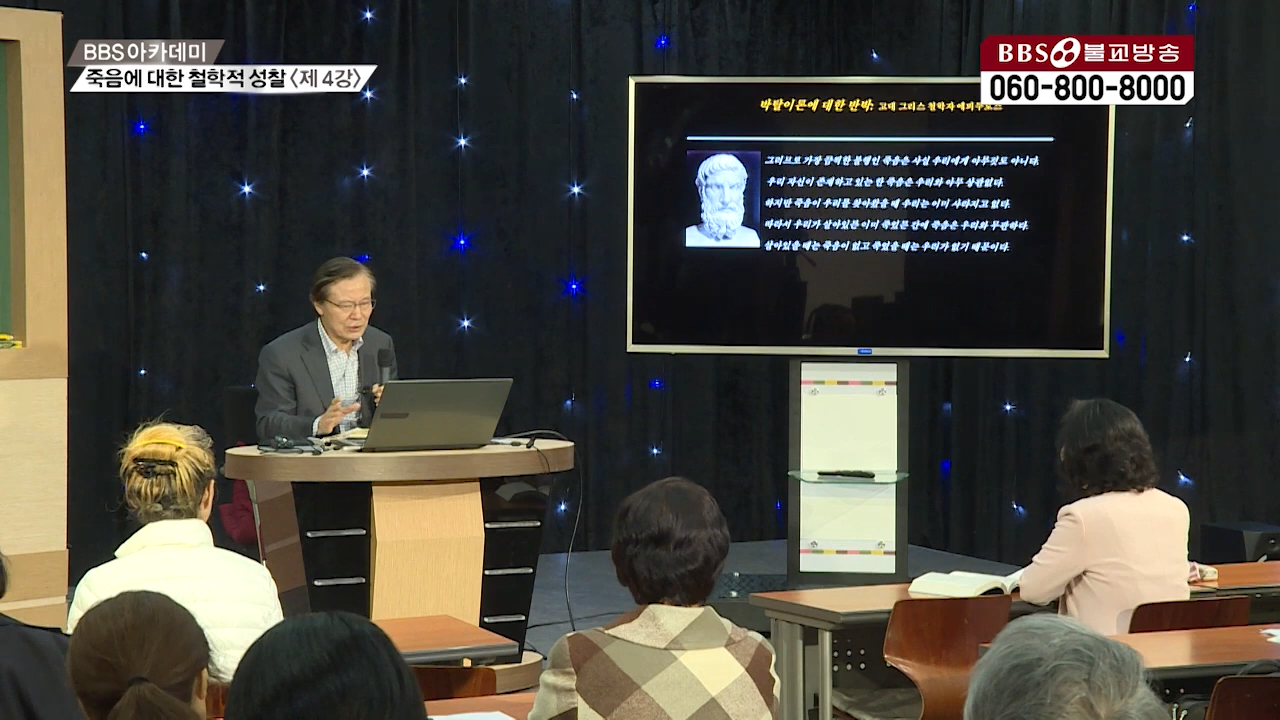 BBS 아카데미
죽음에 대한 철학적 성찰 <제 4강>
BBS 불교방송
060-800-8000
박탈이론에 대한 반박: 고대 그리스 철학자 에피쿠로스
그러므로 가장 끔찍한 불행인 죽음은 사실 우리에게 아무것도 아니다.
우리 자신이 존재하고 있는 한 죽음은 우리와 아무 상관없다.
하지만 죽음이 우리를 찾아왔을 때 우리는 이미 사라지고 없다.
따라서 우리가 살아있든 이미 죽었든 간에 죽음은 우리와 무관하다.
살아있을 때는 죽음이 없고 죽었을 때는 우리가 없기 때문이다.